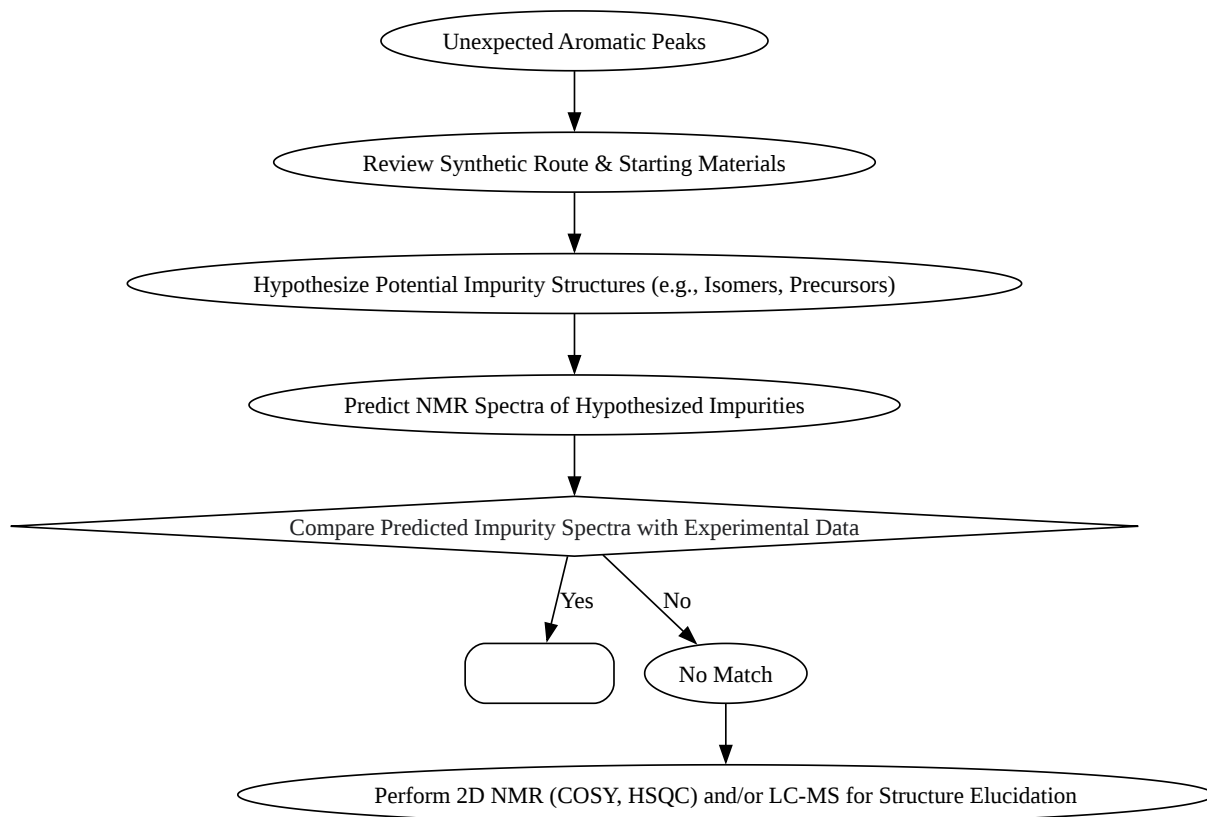 Unexpected Aromatic Peaks
Review Synthetic Route & Starting Materials
Hypothesize Potential Impurity Structures (e.g., Isomers, Precursors)
Predict NMR Spectra of Hypothesized Impurities
Compare Predicted Impurity Spectra with Experimental Data
Yes
No
No Match
Perform 2D NMR (COSY, HSQC) and/or LC-MS for Structure Elucidation